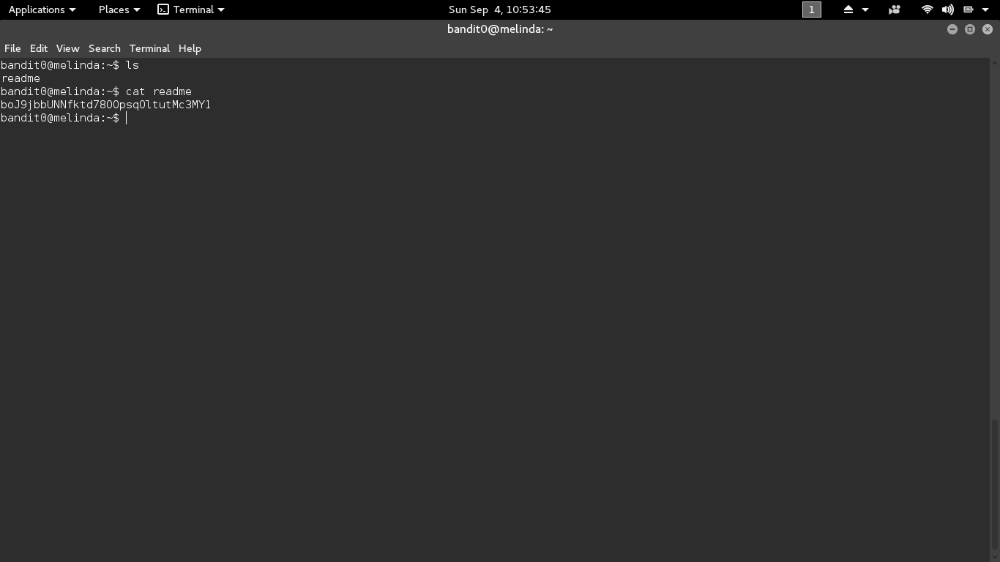 Applications Places Terminal Sun Sep 4, 10:53:45 1
bandit0@melinda: ~
File Edit View Search Terminal Help
bandit0@melinda:~$ ls
readme
bandit0@melinda:~$ cat readme
boJ9jbbUNNfktd78OOpsqOltutMc3MY1
bandit0@melinda:~$